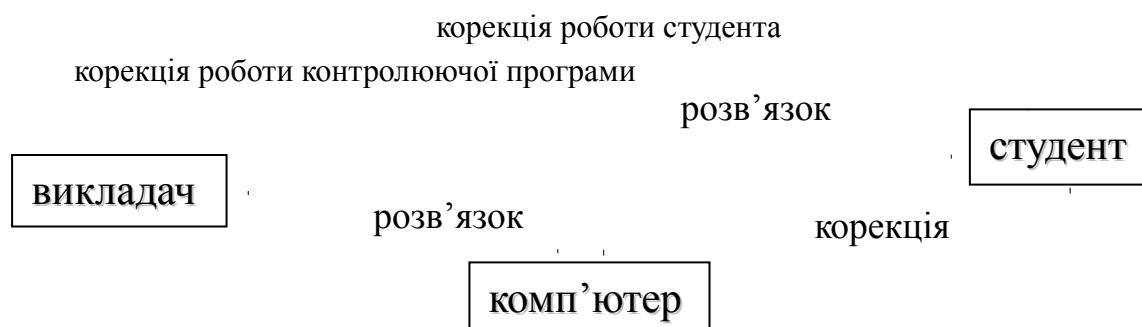 корекція роботи студента
корекція роботи контролюючої програми
розв’язок
студент
викладач
розв’язок
корекція
комп’ютер